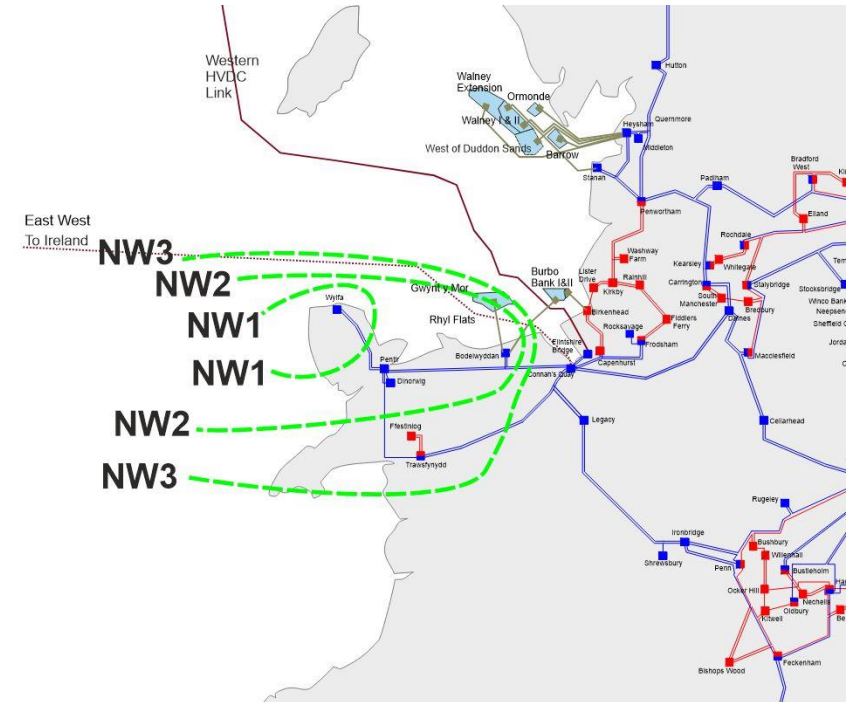 Western
HVDC
Link
East West
To Ireland
NW3
NW2
NW1
NW1
NW2
NW3
Walney
Extension
Ormonde
Walney I & II
West of Duddon Sands
Barrow
Heysham
Quernmore
Middleton
Hutton
Stanah
Penwortham
Padiham
Bradford
West
Elland
Rochdale
Kearsley
Whitegate
Carrington
South
Manchester
Stalybridge
Bredbury
Daines
Macclesfield
Stocksbridge
Winco Bank
Washway
Farm
Lister
Drive
Rainhill
Kirkby
Birkenhead
Fiddlers
Ferry
Rocksavage
Frodsham
Capenhurst
Burbo
Bank I&II
Gwynt y Mor
Rhyl Flats
Flintshire
Bridge
Bodelwyddan
Connah's Quay
Wylfa
Pentir
Dinorwig
Ffestiniog
Trawsfynydd
Legacy
Cellarhead
Rugeley
Ironbridge
Shrewsbury
Bushbury
Willenhall
Penn
Bustleholm
Ocker Hill
Nechells
Oldbury
Kitwell
Bishops Wood
Feckenham